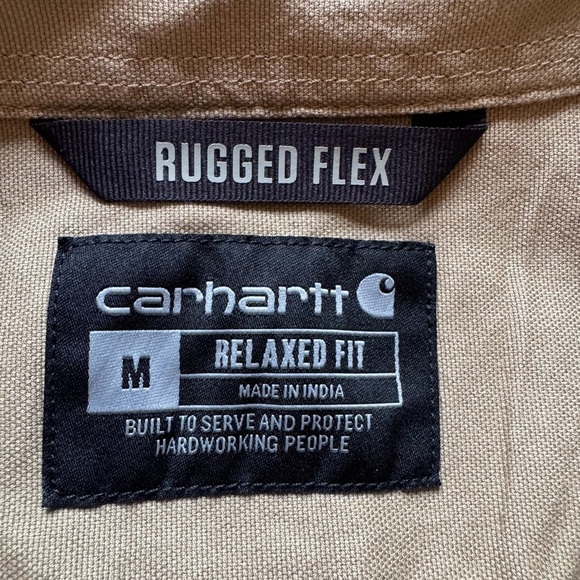 RUGGED FLEX
carhartt
M
RELAXED FIT
MADE IN INDIA
BUILT TO SERVE AND PROTECT
HARDWORKING PEOPLE